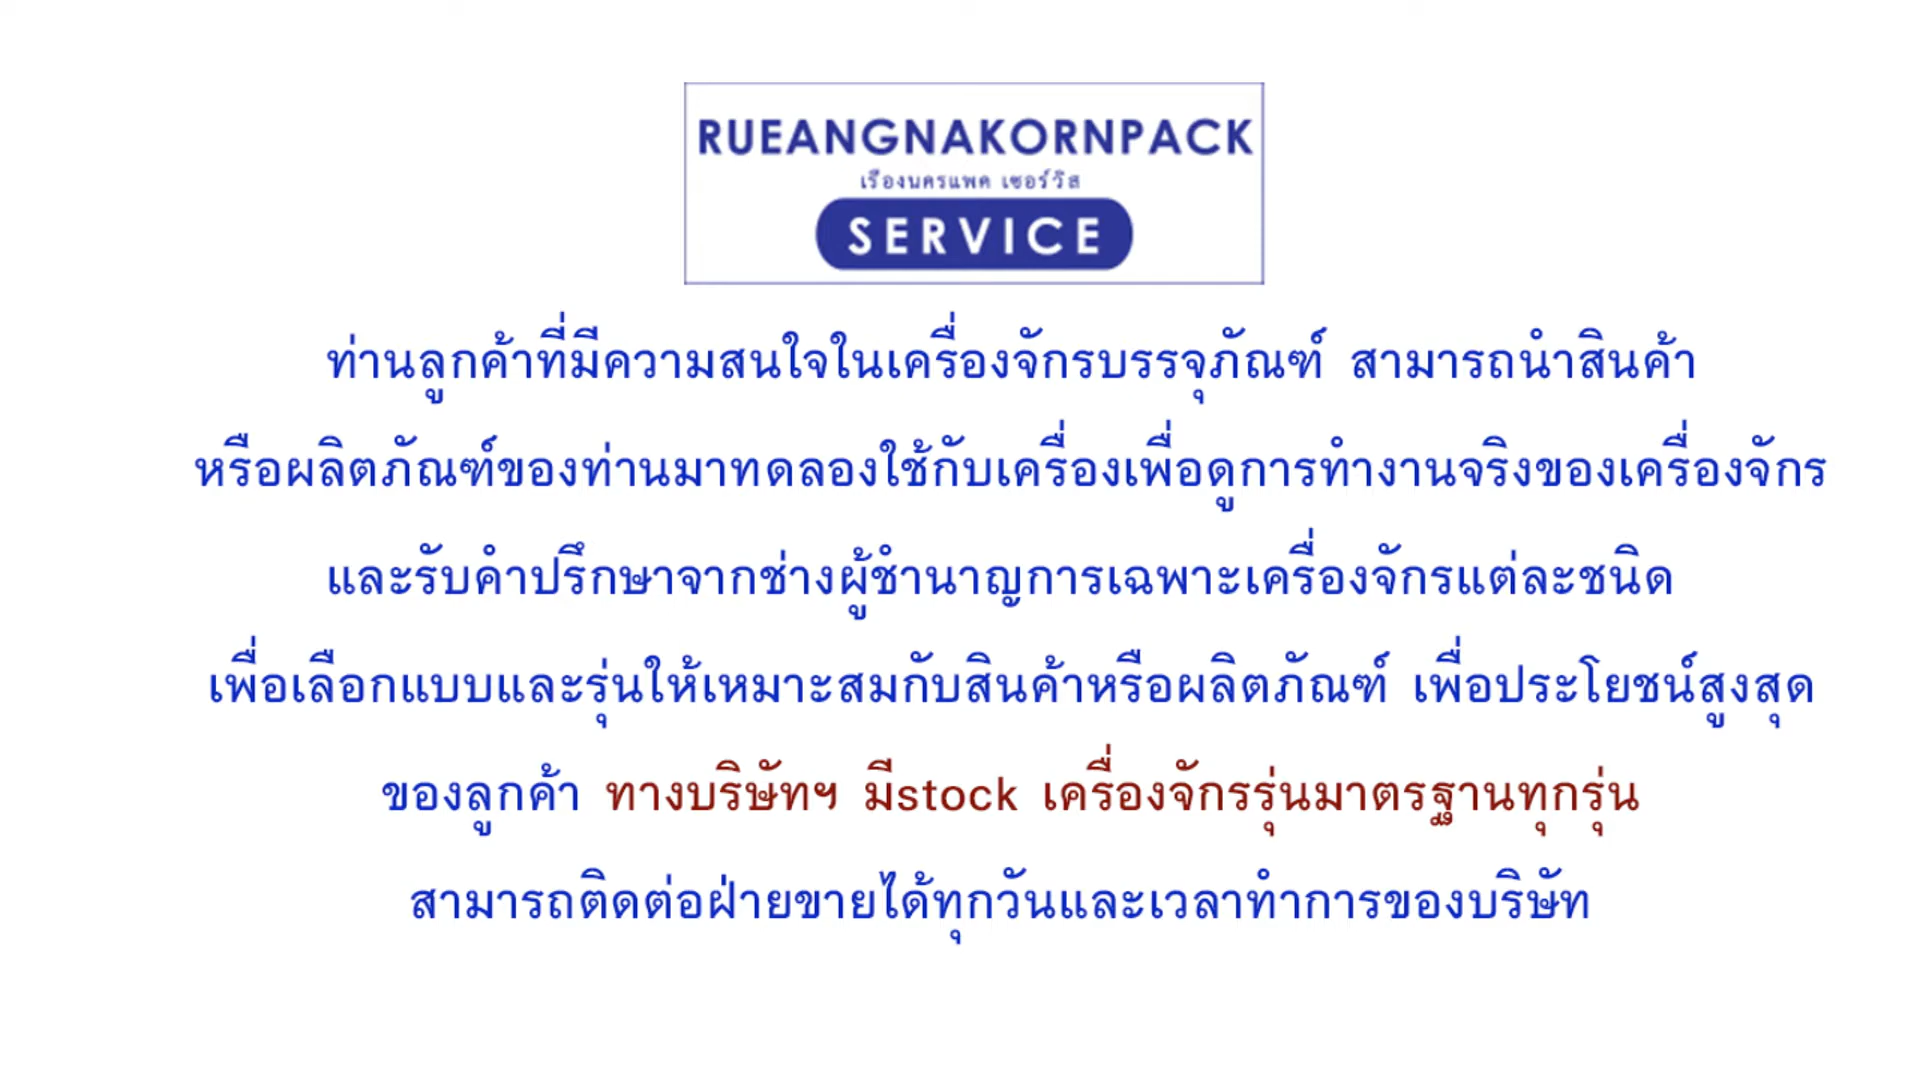 RUEANGNAKORNPACK
เรืองนครแพค เซอร์วิส
SERVICE
ท่านลูกค้าที่มีความสนใจในเครื่องจักรบรรจุภัณฑ์ สามารถนำสินค้า
หรือผลิตภัณฑ์ของท่านมาทดลองใช้กับเครื่องเพื่อดูการทำงานจริงของเครื่องจักร
และรับคำปรึกษาจากช่างผู้ชำนาญการเฉพาะเครื่องจักรแต่ละชนิด
เพื่อเลือกแบบและรุ่นให้เหมาะสมกับสินค้าหรือผลิตภัณฑ์ เพื่อประโยชน์สูงสุด
ของลูกค้า ทางบริษัทฯ มีstock เครื่องจักรรุ่นมาตรฐานทุกรุ่น
สามารถติดต่อฝ่ายขายได้ทุกวันและเวลาทำการของบริษัท